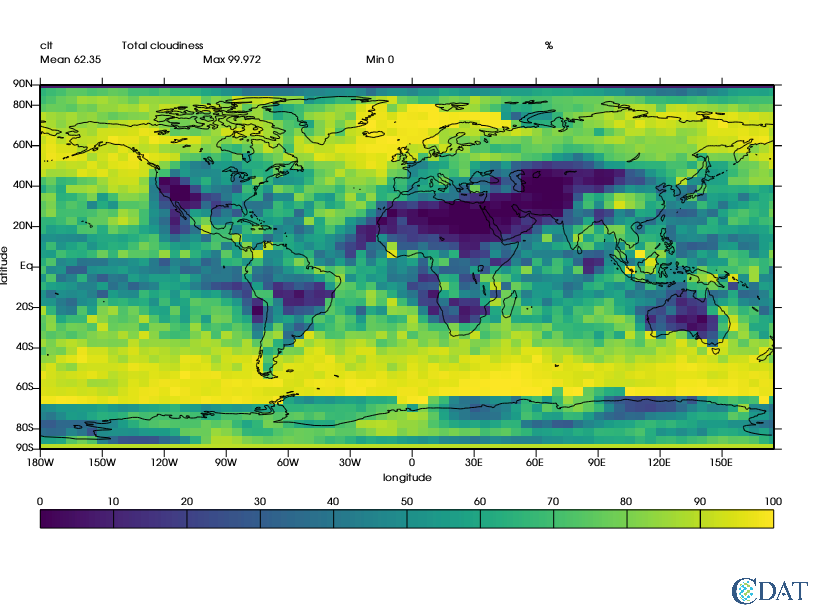 clt Total cloudiness %
Mean 62.35 Max 99.972 Min 0
90N
80N
60N
40N
20N
Eq
20S
40S
60S
80S
90S
latitude
180W 150W 120W 90W 60W 30W 0 30E 60E 90E 120E 150E
longitude
0 10 20 30 40 50 60 70 80 90 100
CDAT